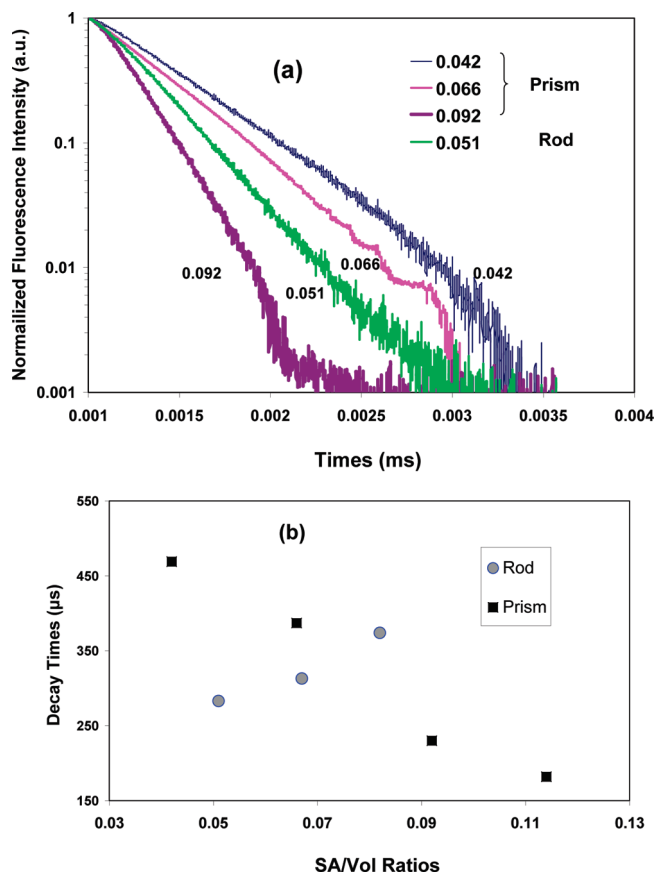 (a)
Normailized Fluorescence Intensity (a.u.)
1
0.1
0.01
0.001
0.042
0.066
0.092
Prism
0.051 Rod
0.092
0.051
0.066
0.042
0.001 0.0015 0.002 0.0025 0.003 0.0035 0.004
Times (ms)
(b)
Decay Times (µs)
550
450
350
250
150
Rod
Prism
0.03 0.05 0.07 0.09 0.11 0.13
SA/Vol Ratios